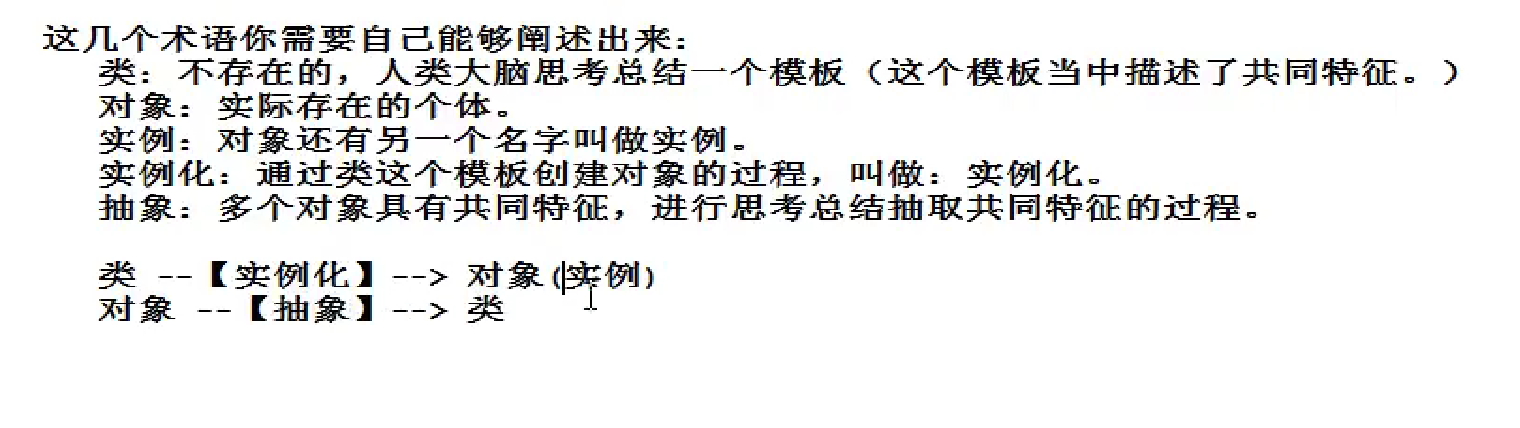 这几个术语你需要自己能够阐述出来：
类：不存在的，人类大脑思考总结一个模板（这个模板当中描述了共同特征。）
对象：实际存在的个体。
实例：对象还有另一个名字叫做实例。
实例化：通过类这个模板创建对象的过程，叫做：实例化。
抽象：多个对象具有共同特征，进行思考总结抽取共同特征的过程。
类 --【实例化】--> 对象(实例)
对象 --【抽象】--> 类